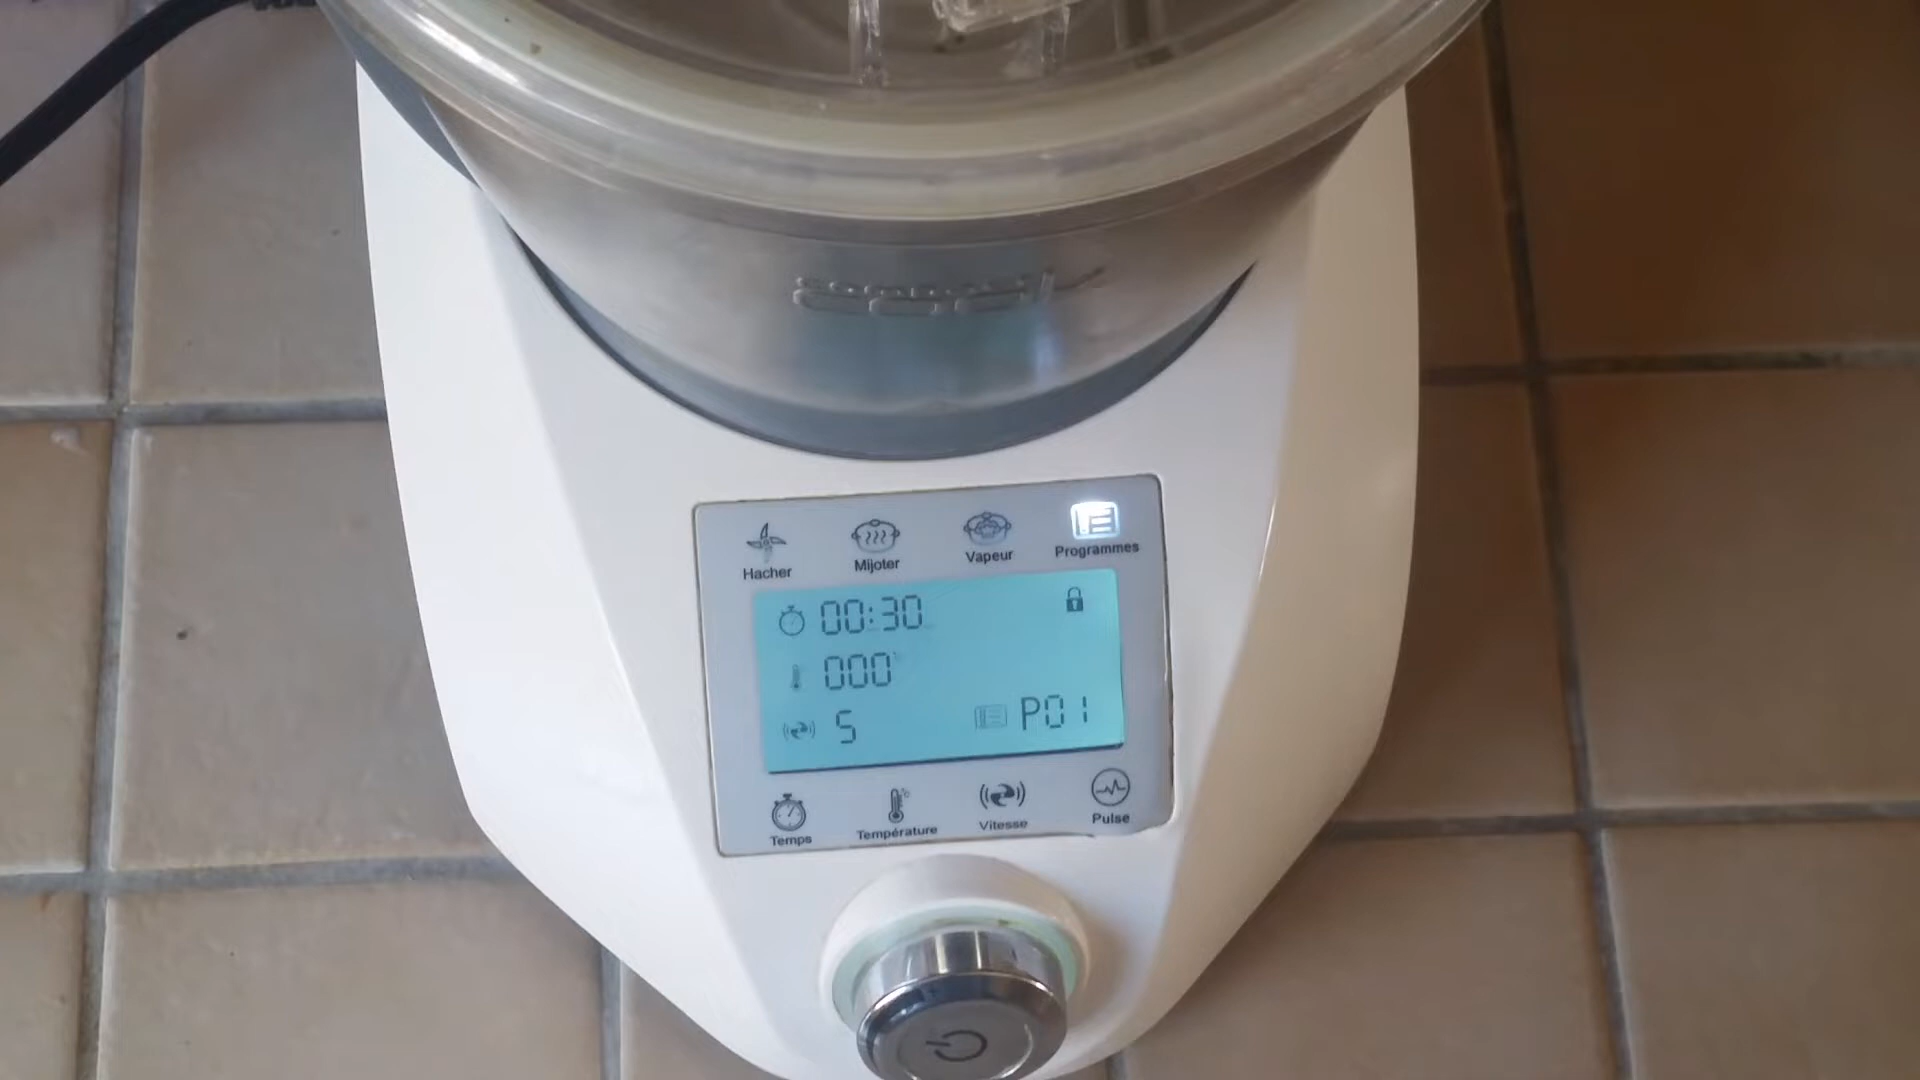 Hacher
Mijoter
Vapeur
Programmes
00:30
000°
5
P01
Temps
Température
Vitesse
Pulse